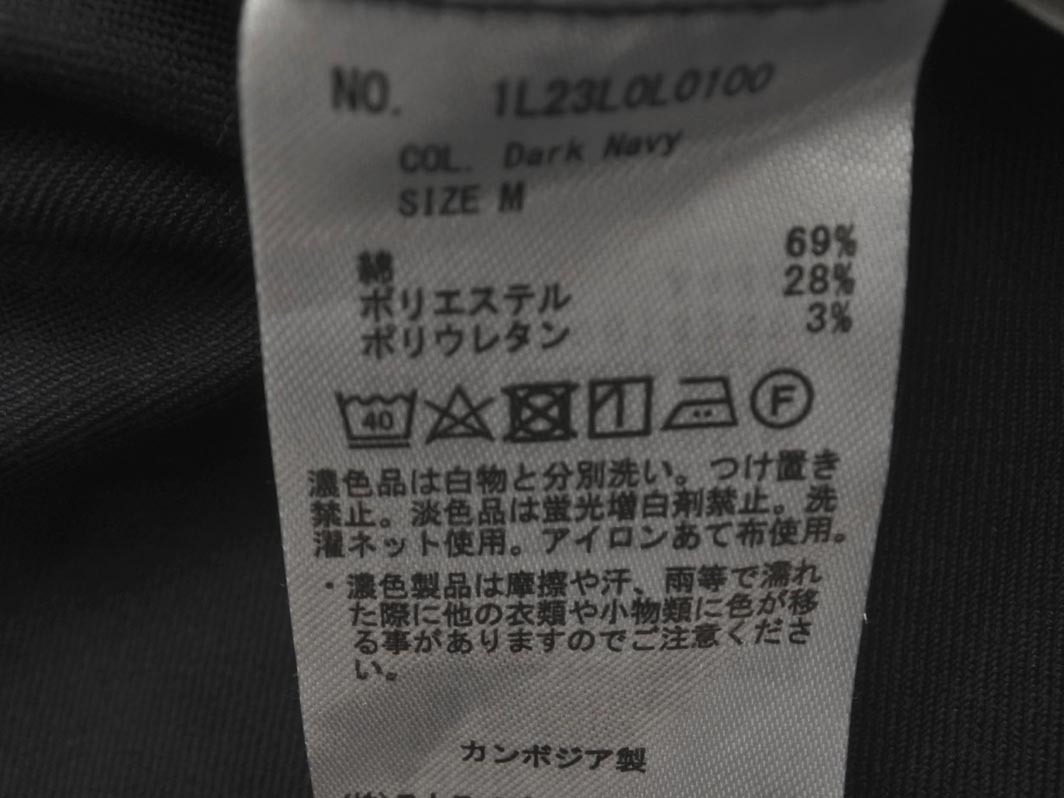 NO. 1L23L0L0100
COL. Dark Navy
SIZE M
綿 69%
ポリエステル 28%
ポリウレタン 3%
40
F
濃色品は白物と分別洗い。つけ置き
禁止。淡色品は蛍光増白剤禁止。洗
濯ネット使用。アイロンあて布使用。
・濃色製品は摩擦や汗、雨等で濡れ
た際に他の衣類や小物類に色が移
る事がありますのでご注意くださ
い。
カンボジア製